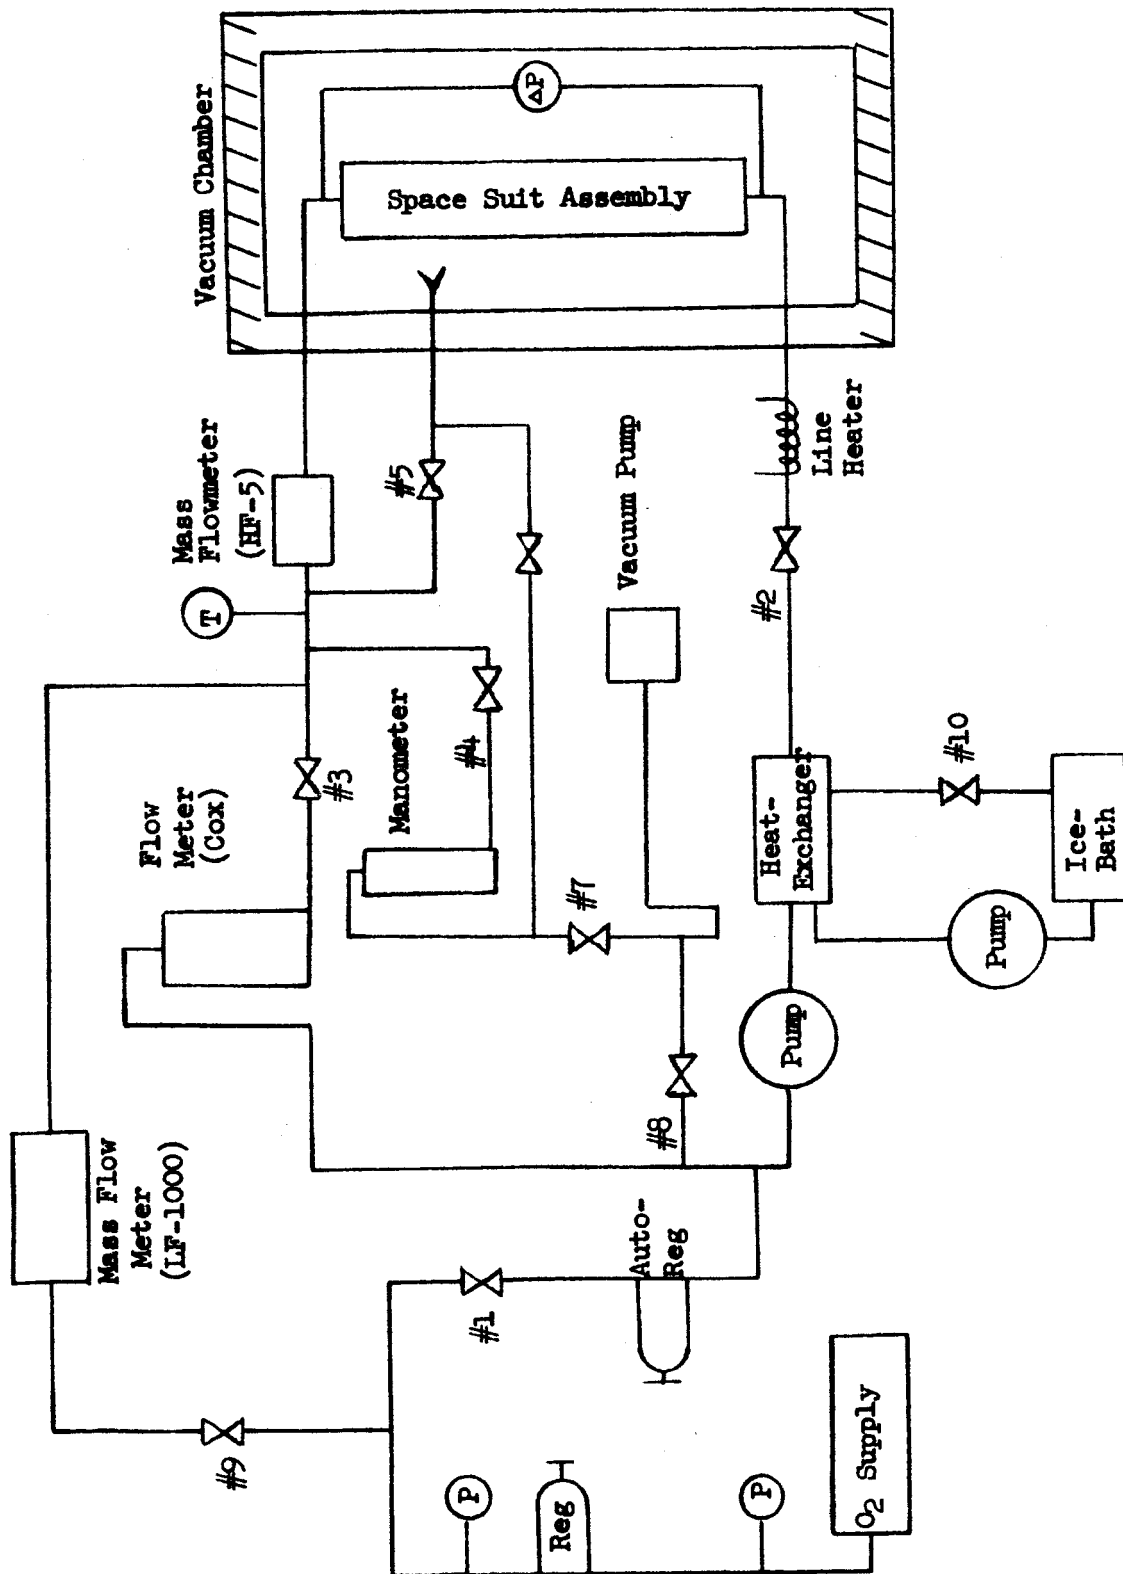 Vacuum Chamber
ΔP
Space Suit Assembly
Mass
Flowmeter
(HF-5)
T
#5
Vacuum Pump
Line
Heater
#2
Flow
Meter
(Cox)
#3
Manometer
#4
#7
Heat-
Exchanger
#10
Ice-
Bath
Pump
Pump
#8
Mass Flow
Meter
(LF-1000)
#1
Auto-
Reg
#9
P
Reg
P
O2 Supply